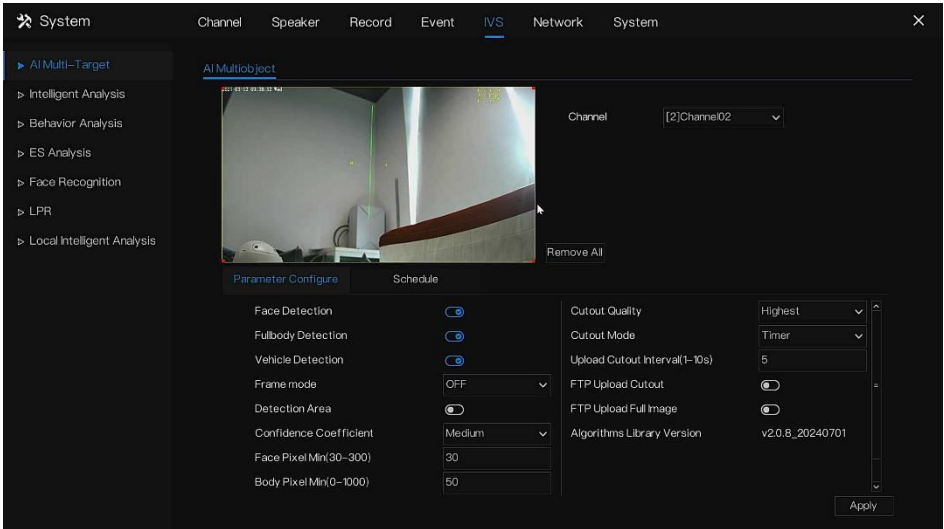 System
Channel Speaker Record Event IVS Network System
AI Multi-Target
Intelligent Analysis
Behavior Analysis
ES Analysis
Face Recognition
LPR
Local Intelligent Analysis
AI Multiobject
Channel [2]Channel02
Remove All
Parameter Configure Schedule
Face Detection
Fullbody Detection
Vehicle Detection
Frame mode OFF
Detection Area
Confidence Coefficient Medium
Face Pixel Min(30-300) 30
Body Pixel Min(0-1000) 50
Cutout Quality Highest
Cutout Mode Timer
Upload Cutout Interval(1-10s) 5
FTP Upload Cutout
FTP Upload Full Image
Algorithms Library Version v2.0.8_20240701
Apply